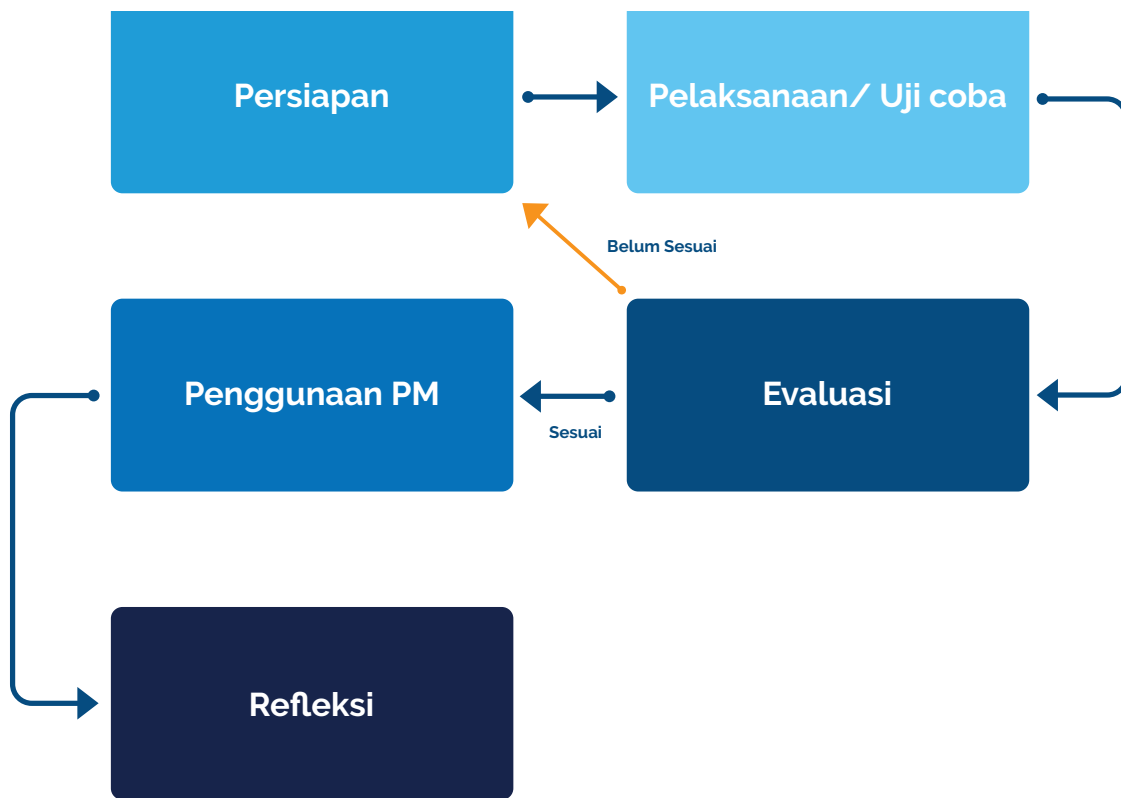 Persiapan
Pelaksanaan/ Uji coba
Belum Sesuai
Penggunaan PM
Sesuai
Evaluasi
Refleksi